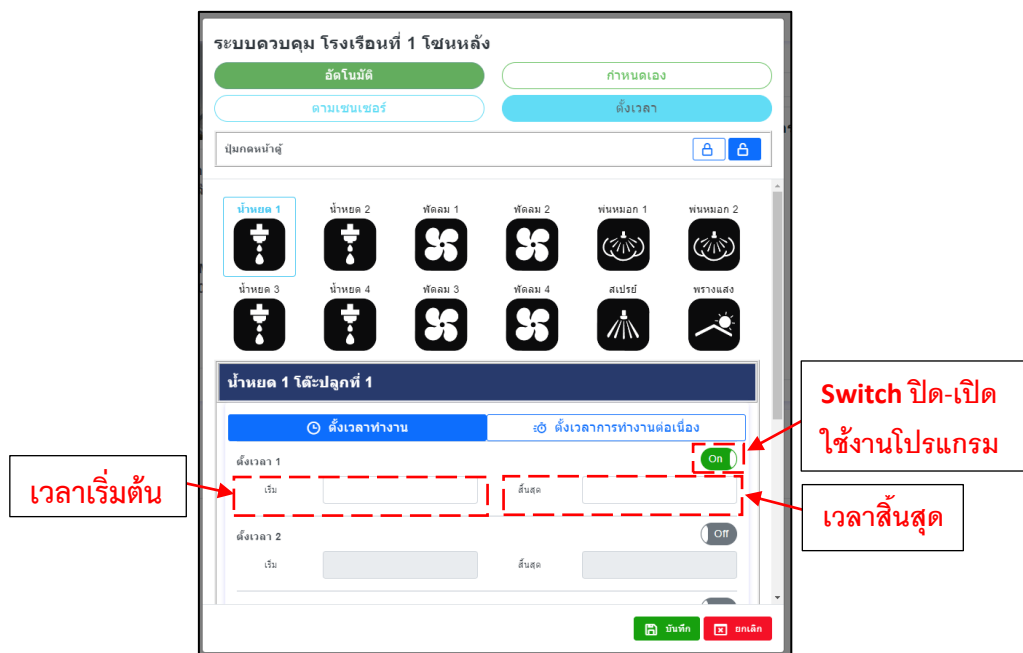 ระบบควบคุม โรงเรือนที่ 1 โซนหลัง
อัตโนมัติ
กำหนดเอง
ตามเซนเซอร์
ตั้งเวลา
ปุ่มกดหน้าตู้
น้ำหยด 1
น้ำหยด 2
พัดลม 1
พัดลม 2
พ่นหมอก 1
พ่นหมอก 2
น้ำหยด 3
น้ำหยด 4
พัดลม 3
พัดลม 4
สเปรย์
พรางแสง
น้ำหยด 1 โต๊ะปลูกที่ 1
ตั้งเวลาทำงาน
ตั้งเวลาการทำงานต่อเนื่อง
Switch ปิด-เปิด
ใช้งานโปรแกรม
ตั้งเวลา 1
On
เวลาเริ่มต้น
เริ่ม
สิ้นสุด
เวลาสิ้นสุด
ตั้งเวลา 2
Off
เริ่ม
สิ้นสุด
บันทึก
ยกเลิก